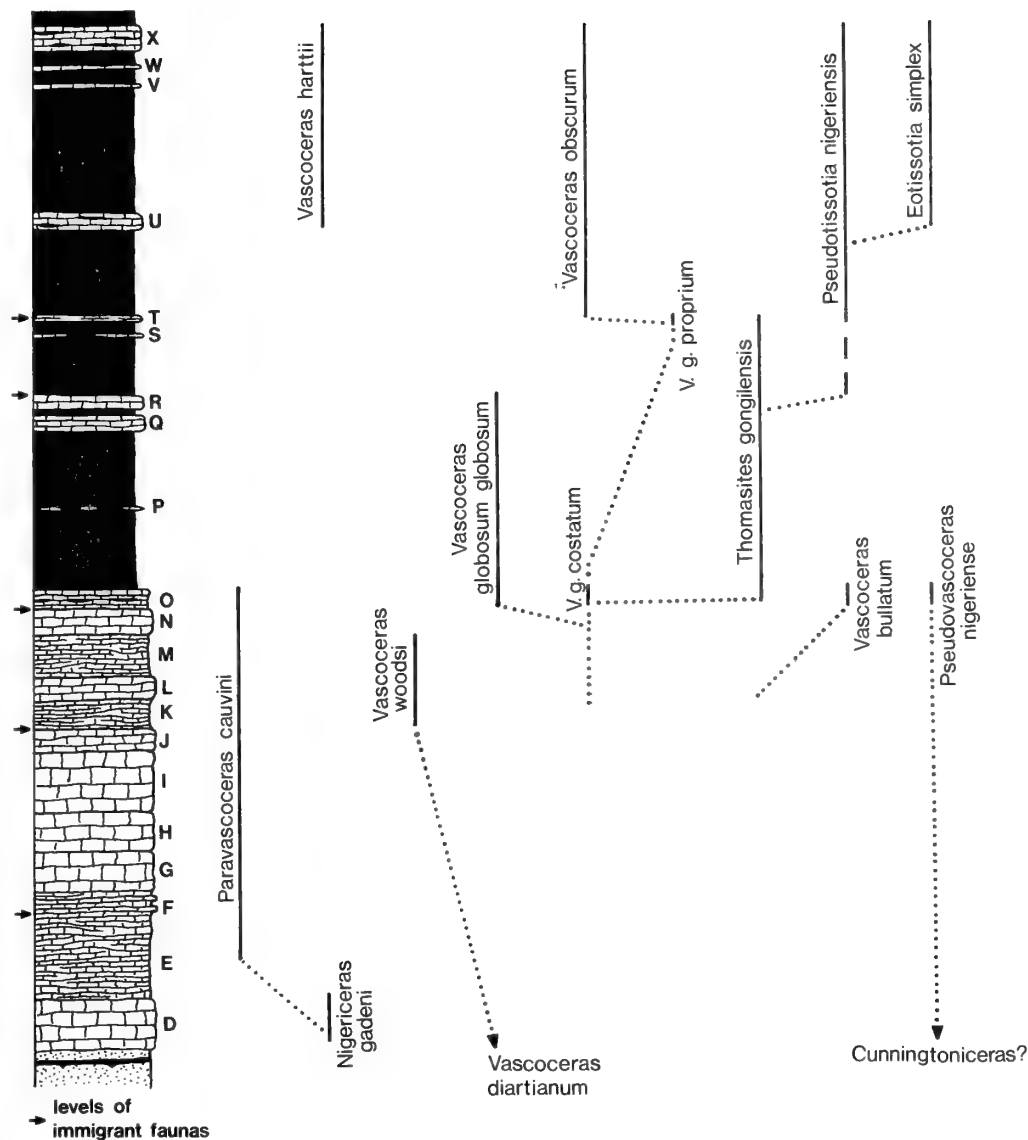 X
W
V
U
T
S
R
Q
P
O
N
M
L
K
J
I
H
G
F
E
D
Paravascoceras cauvini
Vascoceras harttii
Nigericeras
gadeni
Vascoceras
woodsi
Vascoceras
globosum globosum
Vascoceras
diartianum
"Vascoceras obscurum
V. g. costatum
V. g. proprium
Thomasites gongilensis
Pseudotissotia nigeriensis
Vascoceras
bullatum
Eotissotia simplex
Pseudovascoceras
nigeriense
Cunningtoniceras?
levels of
immigrant faunas